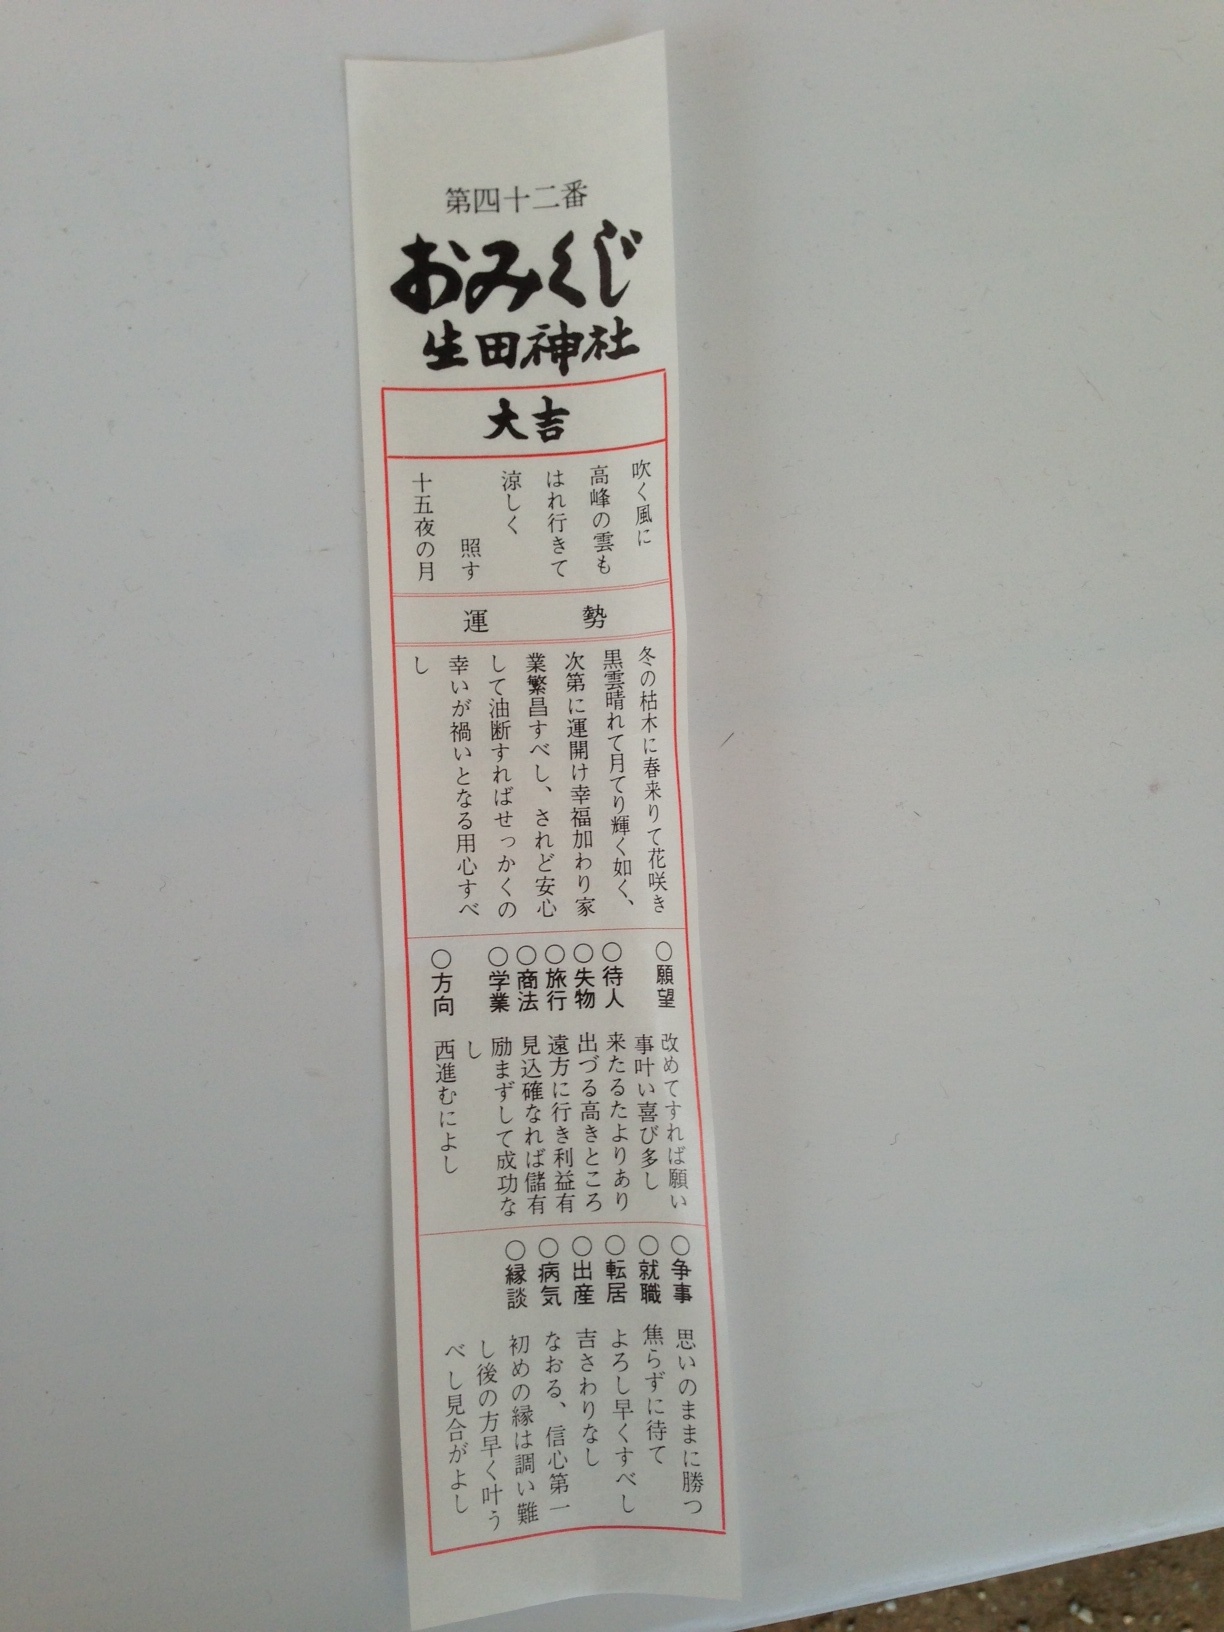 第四十二番
おみくじ
生田神社
大吉
吹く風に
高峰の雲も
はれ行きて
涼しく
照す
十五夜の月
運勢
冬の枯木に春来りて花咲き
黒雲晴れて月てり輝く如く、
次第に運開け幸福加わり家
業繁昌すべし、されど安心
して油断すればせっかくの
幸いが禍いとなる用心すべ
し
○願望 改めてすれば願い
事叶い喜び多し
○待人 来たるたよりあり
○失物 出づる高きところ
○旅行 遠方に行き利益有
○商法 見込確なれば儲有
○学業 励まずして成功な
し
○方向 西進むによし
○争事 思いのままに勝つ
○就職 焦らずに待て
○転居 よろし早くすべし
○出産 吉さわりなし
○病気 なおる、信心第一
○縁談 初めの縁は調い難
し後の方早く叶う
べし見合がよし